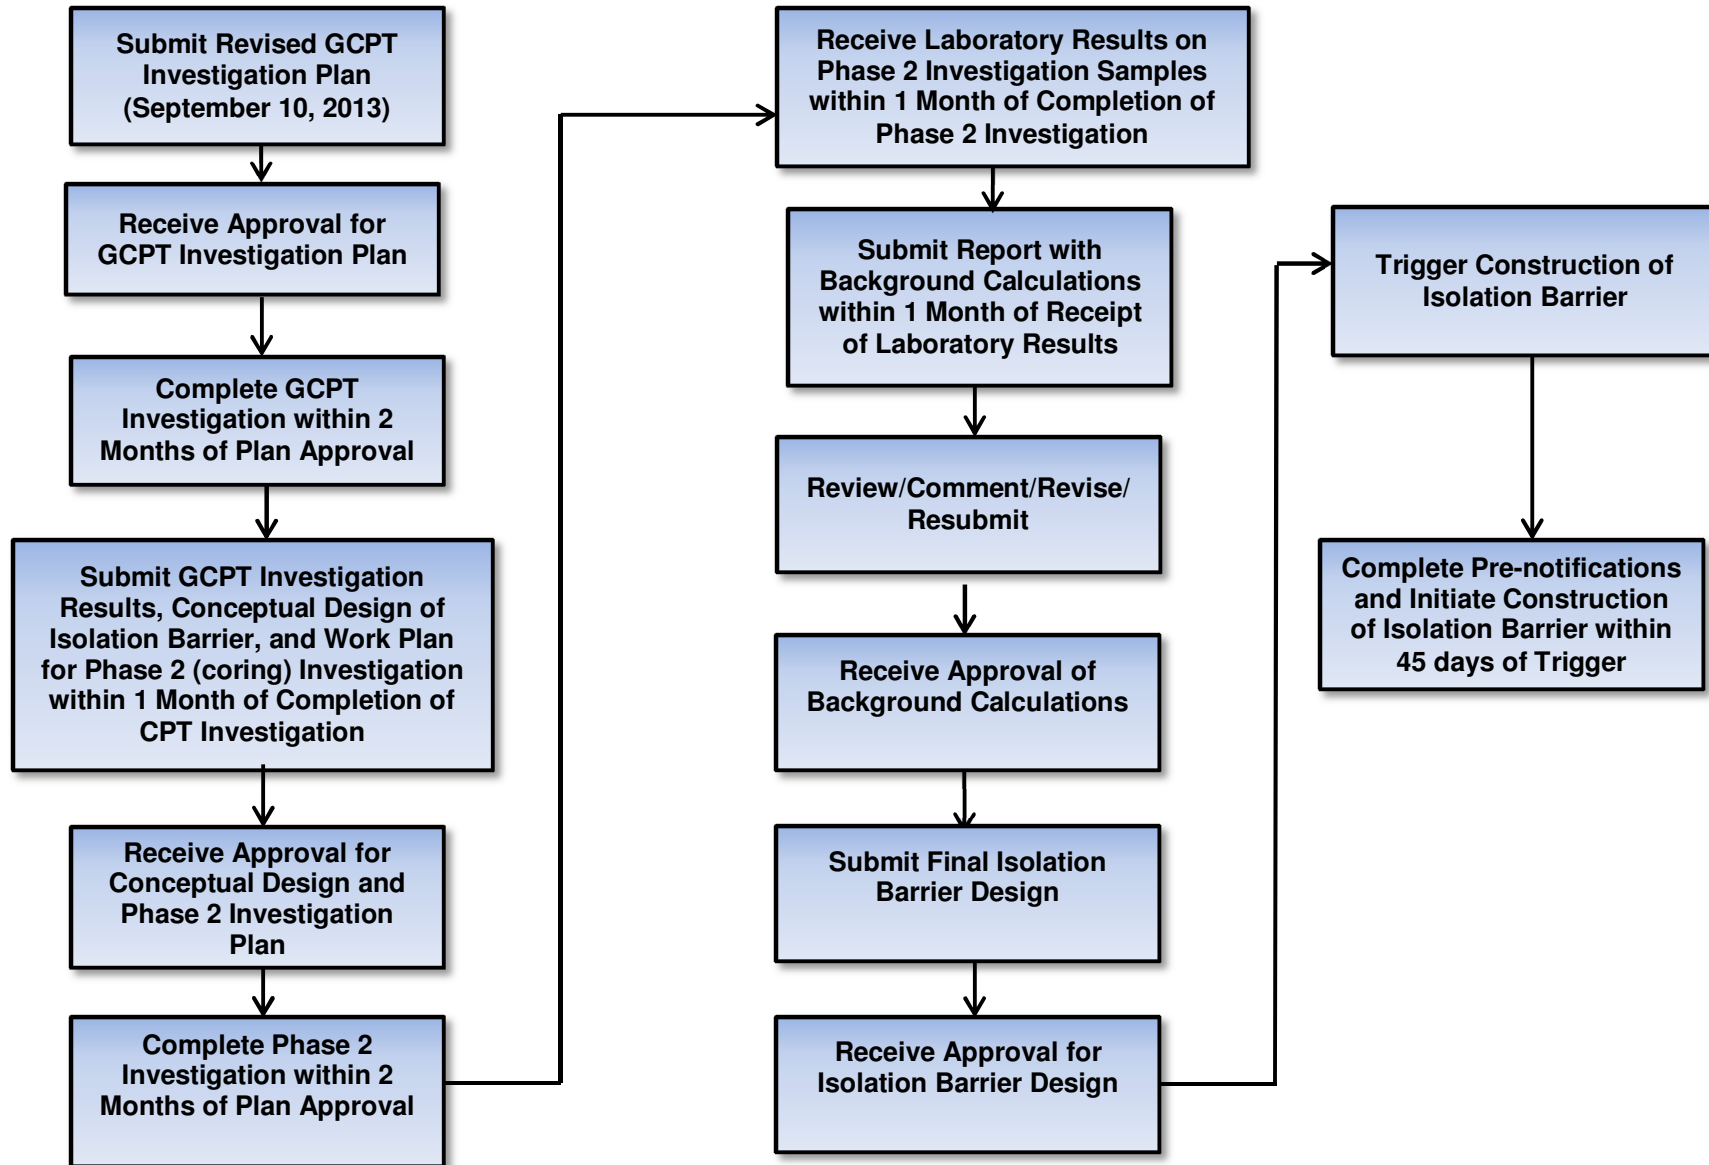 Submit Revised GCPT
Investigation Plan
(September 10, 2013)
Receive Approval for
GCPT Investigation Plan
Complete GCPT
Investigation within 2
Months of Plan Approval
Submit GCPT Investigation
Results, Conceptual Design of
Isolation Barrier, and Work Plan
for Phase 2 (coring) Investigation
within 1 Month of Completion of
CPT Investigation
Receive Approval for
Conceptual Design and
Phase 2 Investigation
Plan
Complete Phase 2
Investigation within 2
Months of Plan Approval
Receive Laboratory Results on
Phase 2 Investigation Samples
within 1 Month of Completion of
Phase 2 Investigation
Submit Report with
Background Calculations
within 1 Month of Receipt
of Laboratory Results
Review/Comment/Revise/
Resubmit
Receive Approval of
Background Calculations
Submit Final Isolation
Barrier Design
Receive Approval for
Isolation Barrier Design
Trigger Construction of
Isolation Barrier
Complete Pre-notifications
and Initiate Construction
of Isolation Barrier within
45 days of Trigger